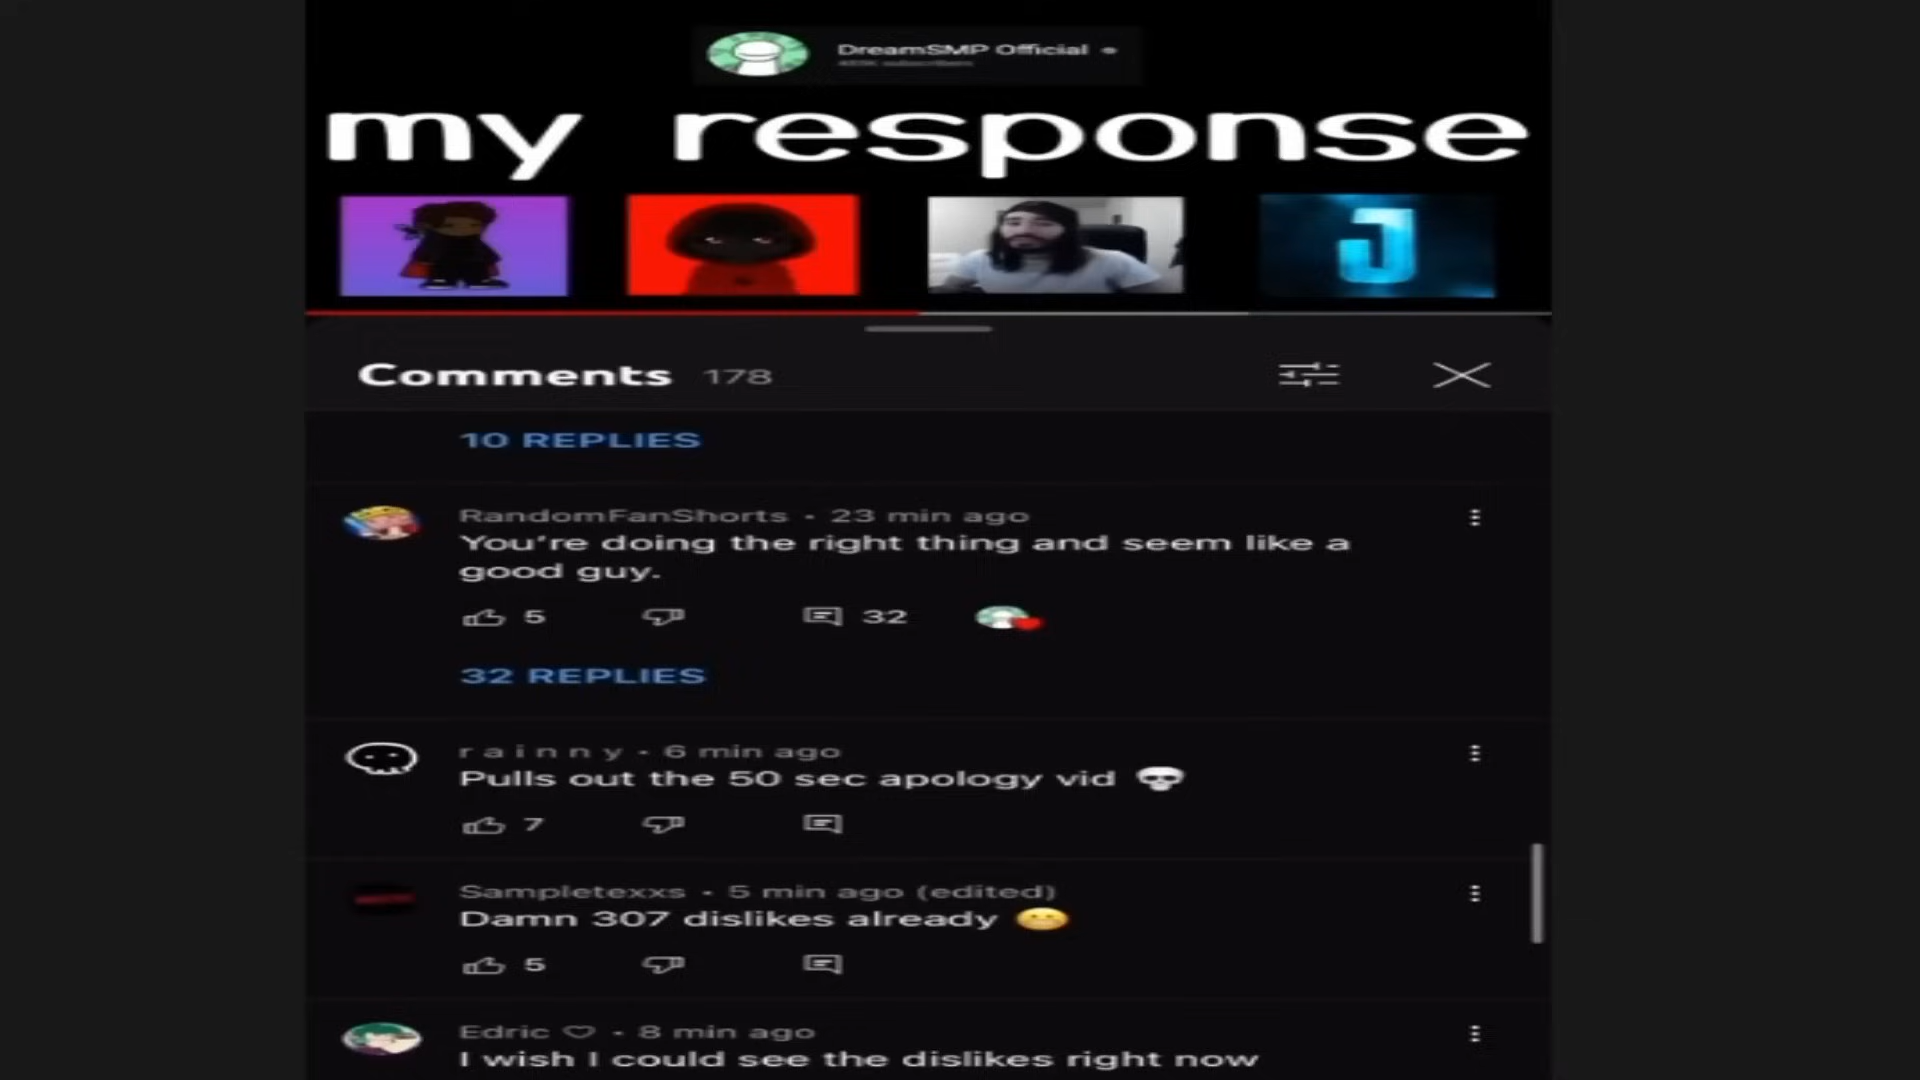 DreamSMP Official
my response
J
Comments 178
10 REPLIES
RandomFanShorts · 23 min ago
You're doing the right thing and seem like a
good guy.
5 32
32 REPLIES
r a i n n y · 6 min ago
Pulls out the 50 sec apology vid 💀
7
Sampletexxs · 5 min ago (edited)
Damn 307 dislikes already 😬
5
Edric ♡ · 8 min ago
I wish I could see the dislikes right now